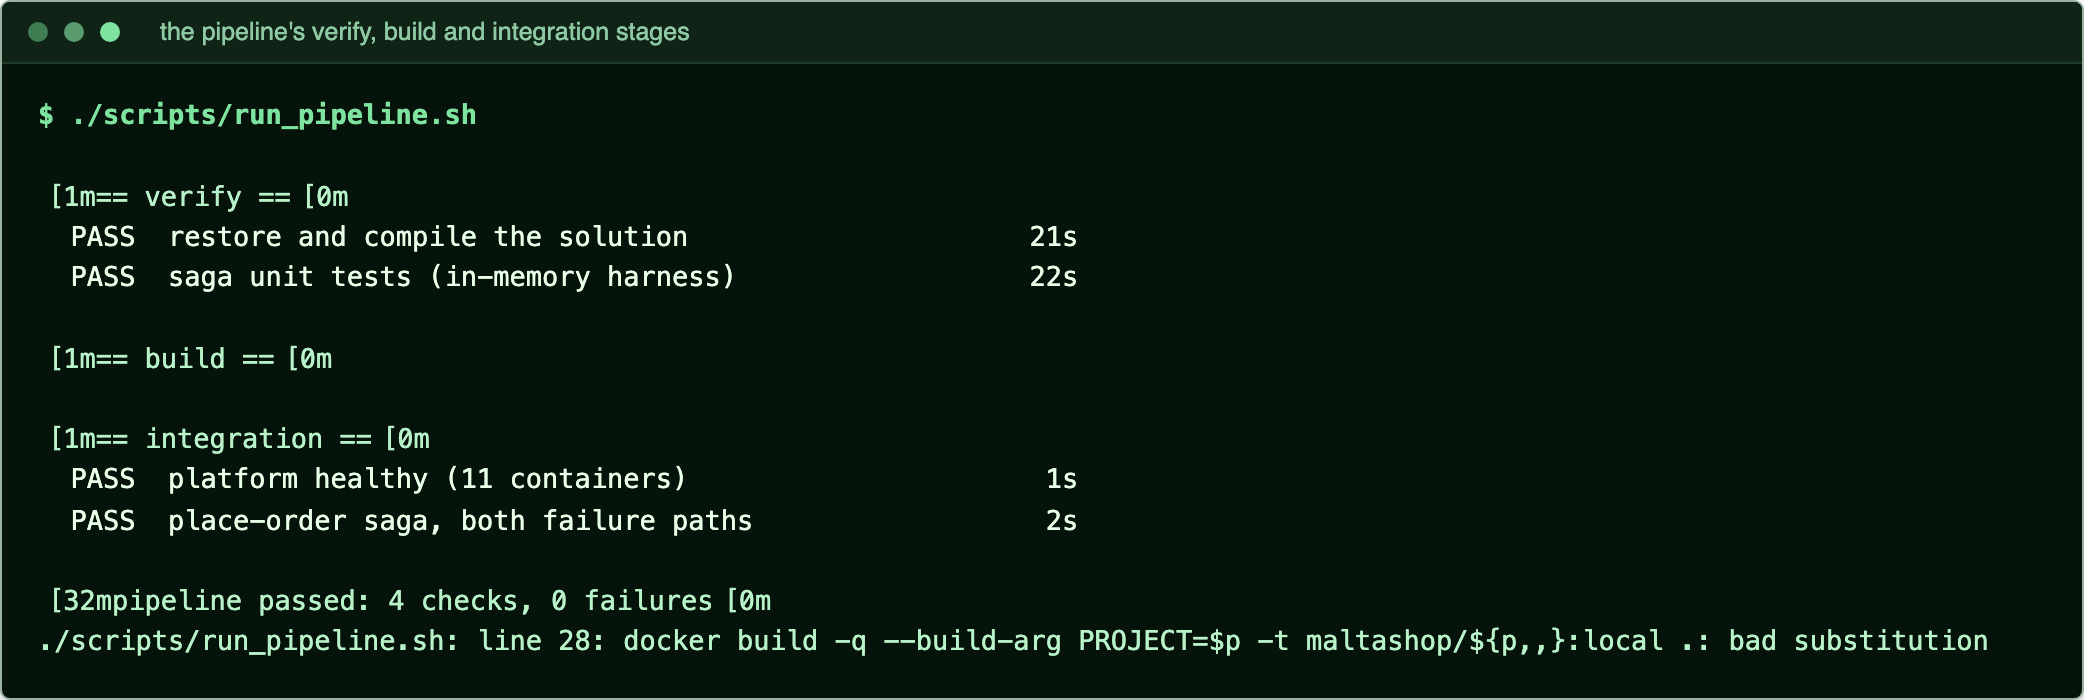 the pipeline's verify, build and integration stages
$ ./scripts/run_pipeline.sh
[1m== verify == [0m
PASS  restore and compile the solution                     21s
PASS  saga unit tests (in-memory harness)                  22s
[1m== build == [0m
[1m== integration == [0m
PASS  platform healthy (11 containers)                      1s
PASS  place-order saga, both failure paths                  2s
[32mpipeline passed: 4 checks, 0 failures [0m
./scripts/run_pipeline.sh: line 28: docker build -q --build-arg PROJECT=$p -t maltashop/${p,,}:local .: bad substitution